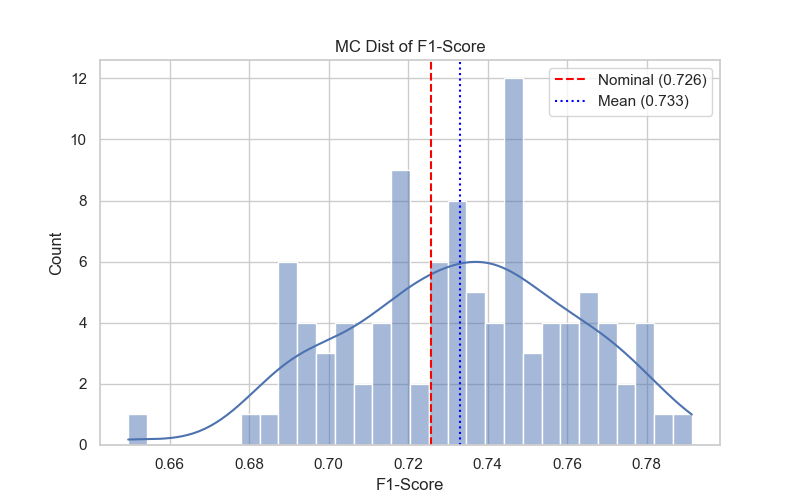 MC Dist of F1-Score
Nominal (0.726)
Mean (0.733)
12
10
8
6
4
2
0
Count
0.66
0.68
0.70
0.72
0.74
0.76
0.78
F1-Score